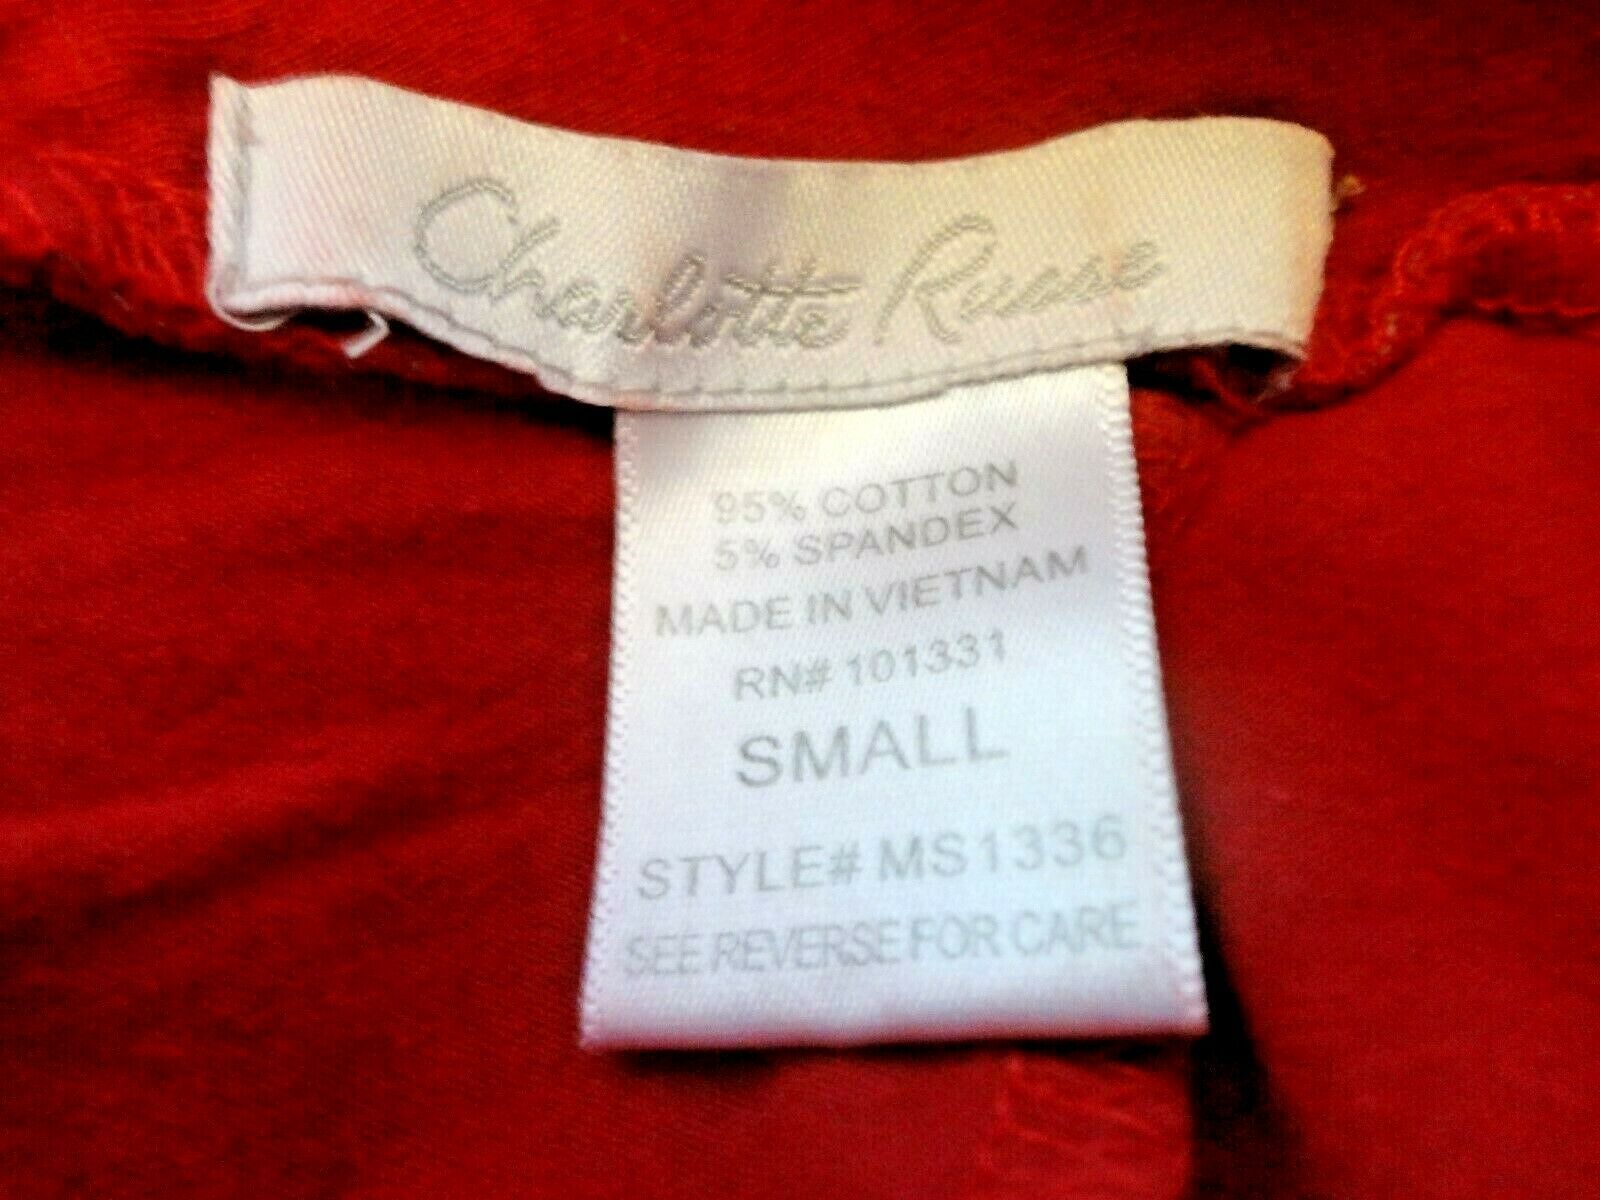 Charlotte Russe
95% COTTON
5% SPANDEX
MADE IN VIETNAM
RN# 101331
SMALL
STYLE# MS1336
SEE REVERSE FOR CARE